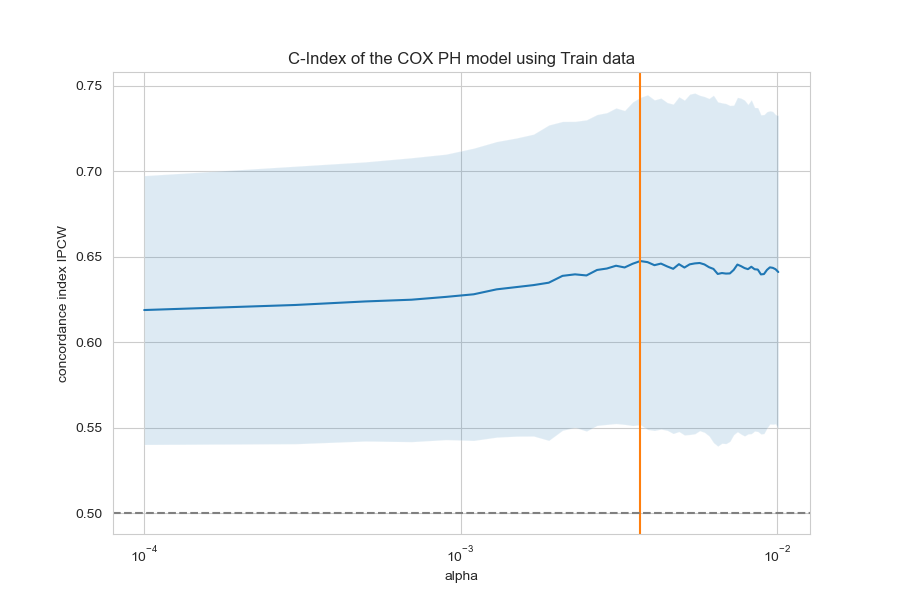 C-Index of the COX PH model using Train data
concordance index IPCW
0.75
0.70
0.65
0.60
0.55
0.50
10⁻⁴ 10⁻³ 10⁻²
alpha